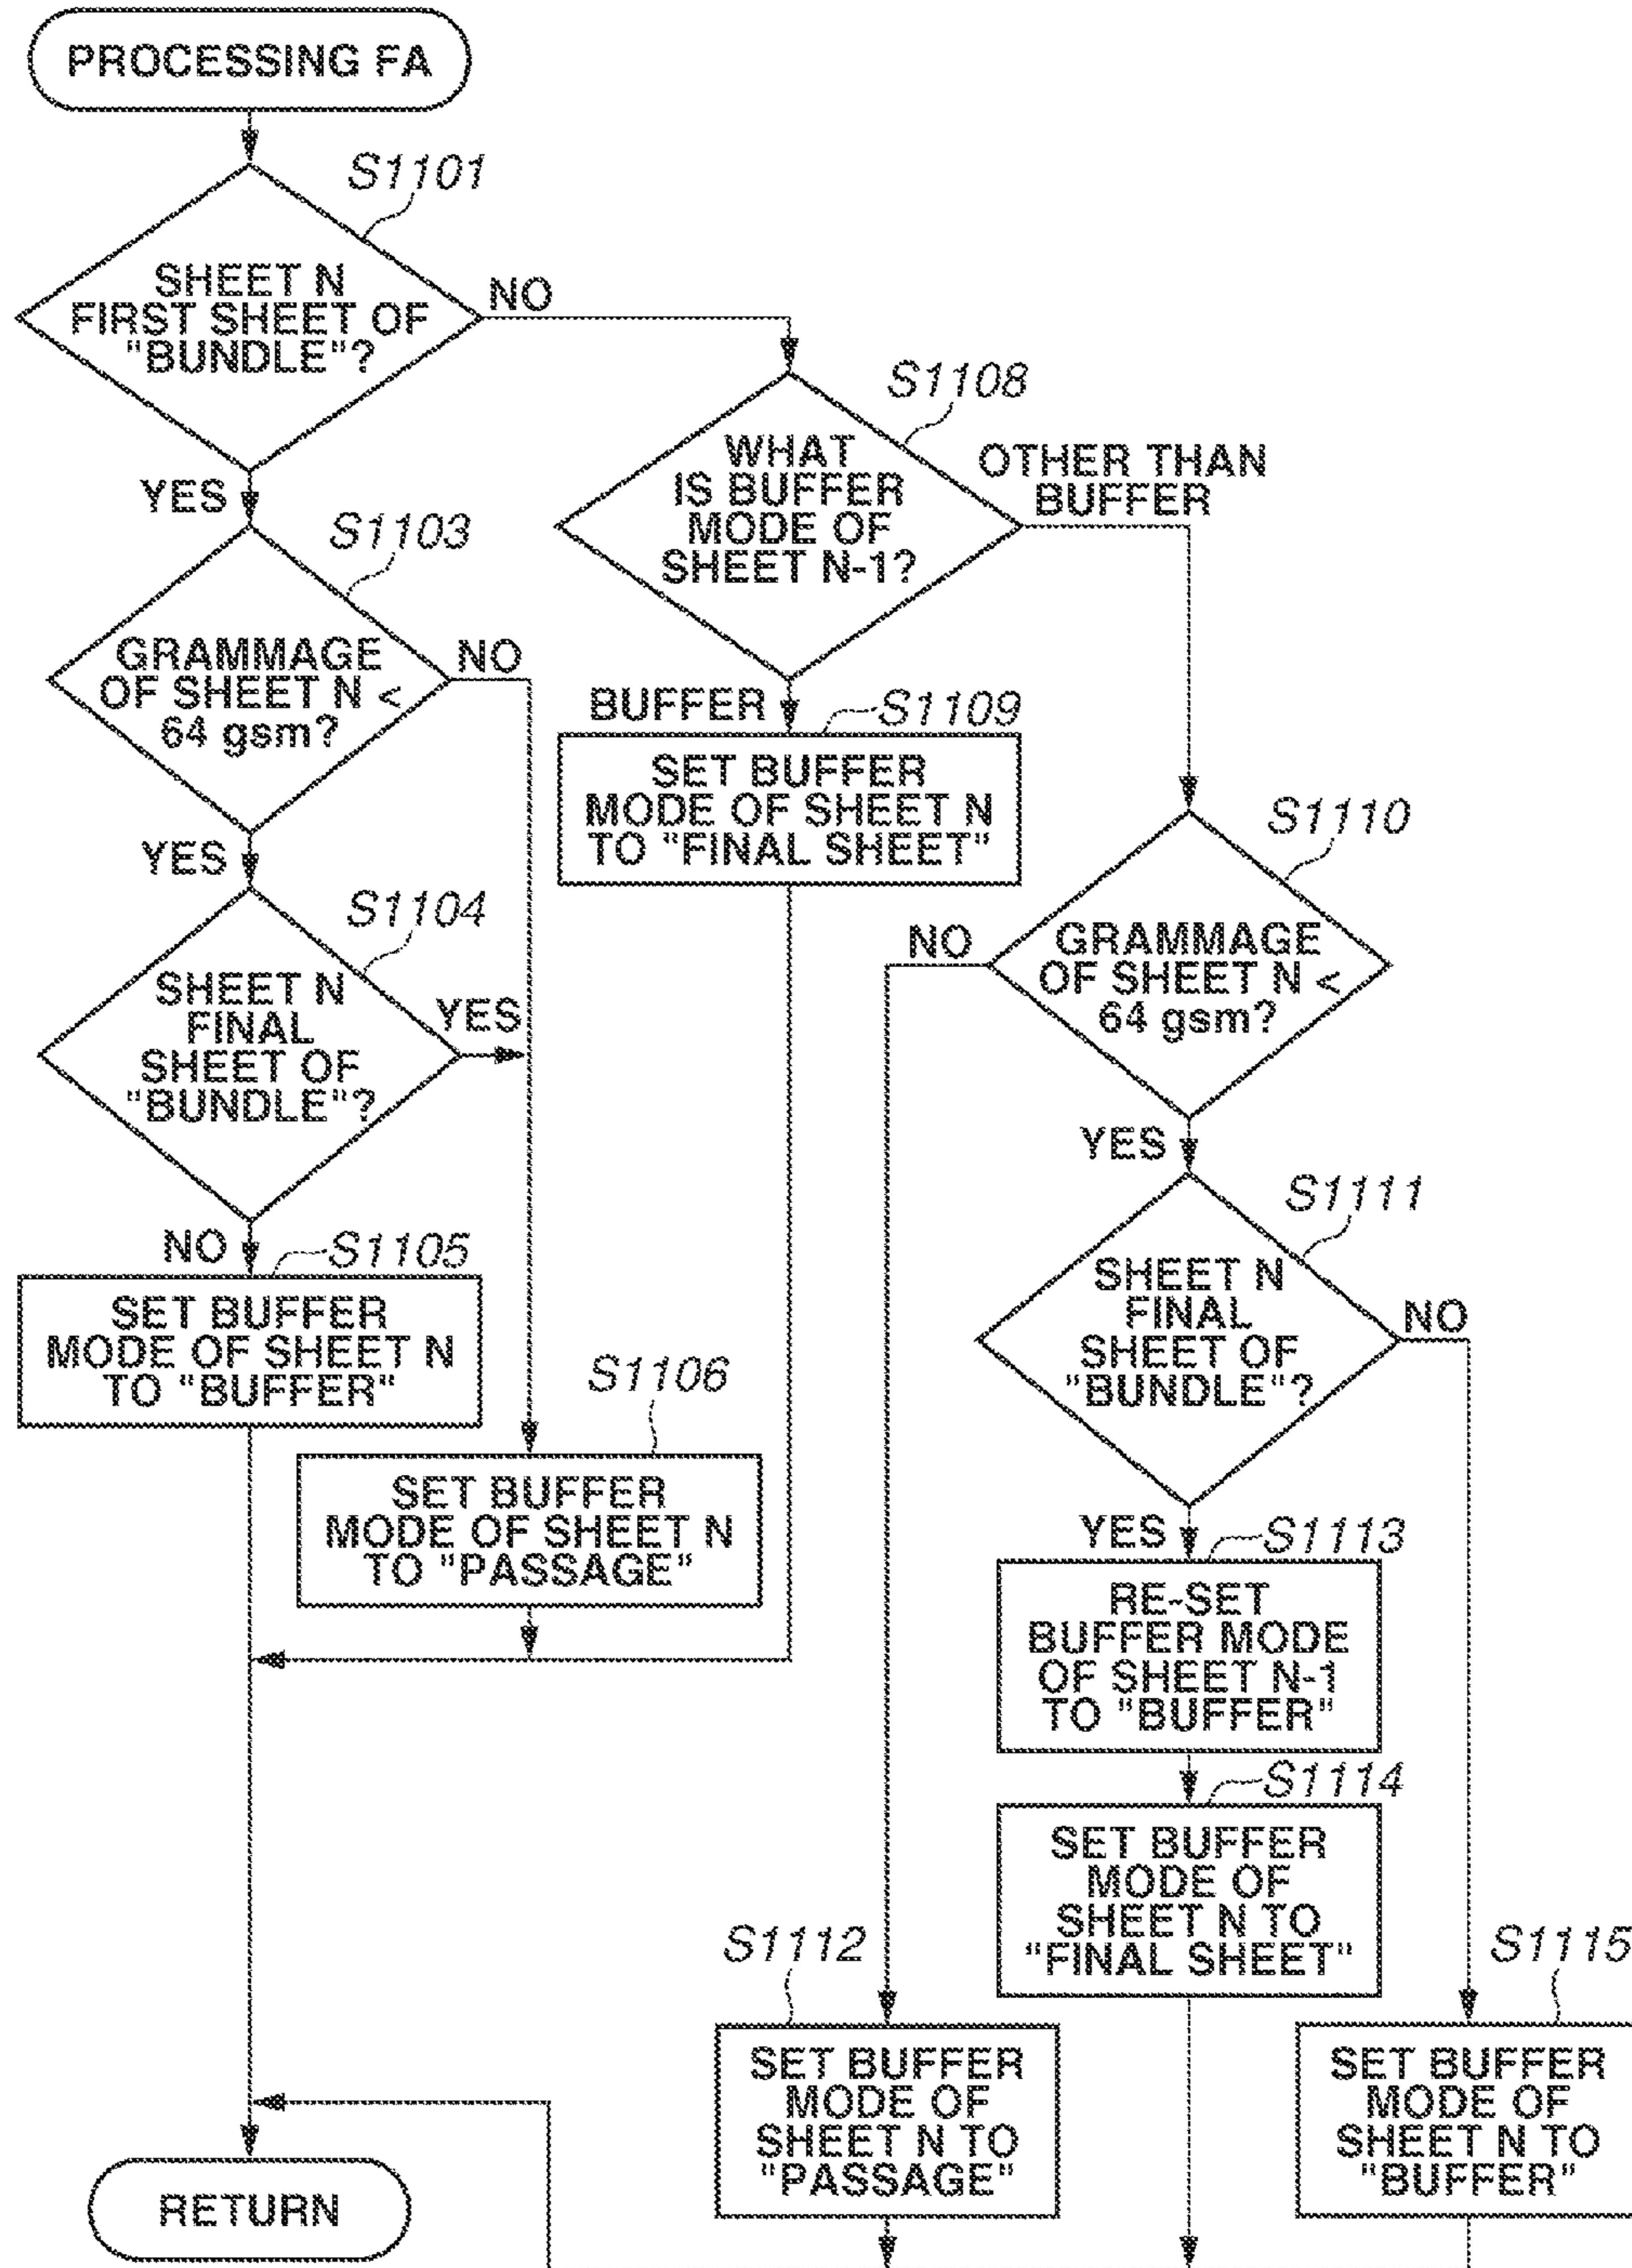 PROCESSING FA
S1101
SHEET N
FIRST SHEET OF
"BUNDLE"?
NO
YES
S1103
GRAMMAGE
OF SHEET N <
64 gsm?
NO
YES
S1104
SHEET N
FINAL
SHEET OF
"BUNDLE"?
YES
NO
S1105
SET BUFFER
MODE OF SHEET N
TO "BUFFER"
S1106
SET BUFFER
MODE OF SHEET N
TO "PASSAGE"
S1108
WHAT
IS BUFFER
MODE OF
SHEET N-1?
OTHER THAN
BUFFER
BUFFER
S1109
SET BUFFER
MODE OF SHEET N
TO "FINAL SHEET"
S1110
GRAMMAGE
OF SHEET N <
64 gsm?
NO
YES
S1111
SHEET N
FINAL
SHEET OF
"BUNDLE"?
NO
YES
S1113
RE-SET
BUFFER MODE
OF SHEET N-1
TO "BUFFER"
S1114
SET BUFFER
MODE OF
SHEET N TO
"FINAL SHEET"
S1112
SET BUFFER
MODE OF
SHEET N TO
"PASSAGE"
S1115
SET BUFFER
MODE OF
SHEET N TO
"BUFFER"
RETURN